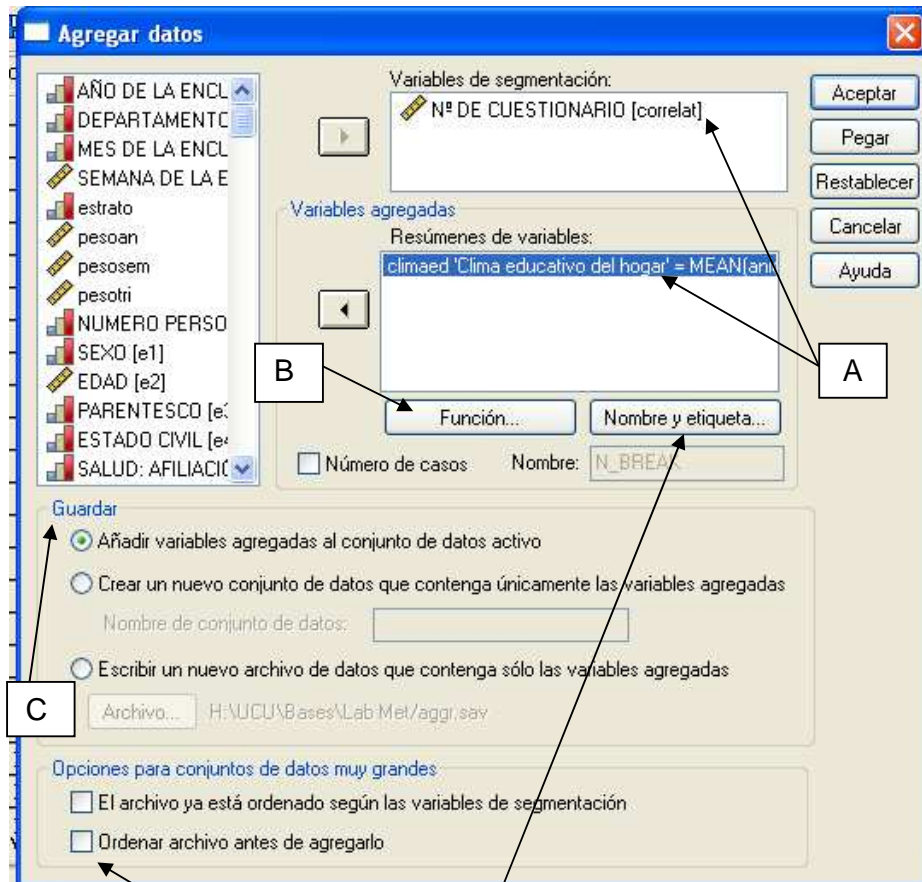 Agregar datos
AÑO DE LA ENCL
DEPARTAMENTC
MES DE LA ENCL
SEMANA DE LA E
estrato
pesoan
pesosem
pesotri
NUMERO PERSO
SEXO [e1]
EDAD [e2]
PARENTESCO [e3
ESTADO CIVIL [e4
SALUD: AFILIACI
Variables de segmentación:
Nº DE CUESTIONARIO [correlat]
Variables agregadas
Resúmenes de variables:
climaed 'Clima educativo del hogar' = MEAN(ani
A
B
Función...
Nombre y etiqueta...
Número de casos
Nombre:
N_BREAK
Aceptar
Pegar
Restablecer
Cancelar
Ayuda
Guardar
Añadir variables agregadas al conjunto de datos activo
Crear un nuevo conjunto de datos que contenga únicamente las variables agregadas
Nombre de conjunto de datos:
Escribir un nuevo archivo de datos que contenga sólo las variables agregadas
C
Archivo...
H:\UCU\Bases\Lab Met/aggr.sav
Opciones para conjuntos de datos muy grandes
El archivo ya está ordenado según las variables de segmentación
Ordenar archivo antes de agregarlo